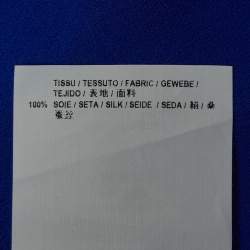 TISSU / TESSUTO / FABRIC / GEWEBE /
TEJIDO / 表地 / 面料
100% SOIE / SETA / SILK / SEIDE / SEDA / 絹 / 桑
蚕丝